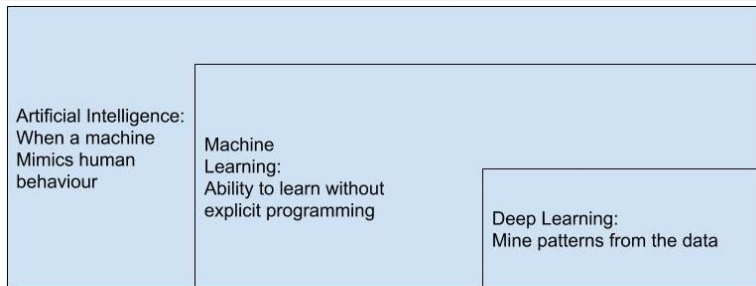 Artificial Intelligence:
When a machine
Mimics human
behaviour
Machine
Learning:
Ability to learn without
explicit programming
Deep Learning:
Mine patterns from the data